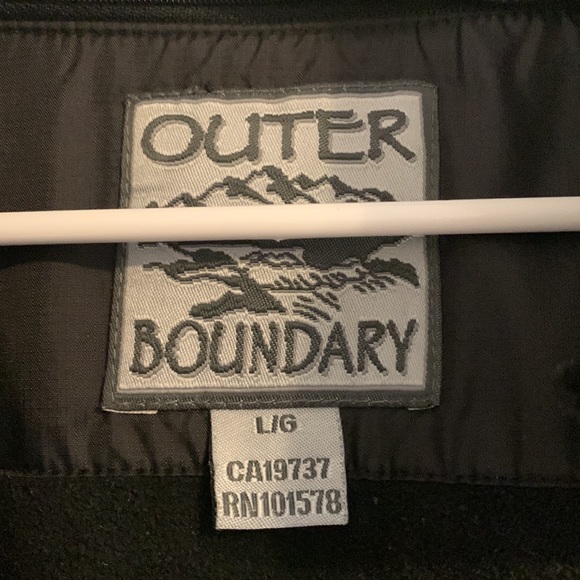 OUTER
BOUNDARY
L/G
CA19737
RN101578